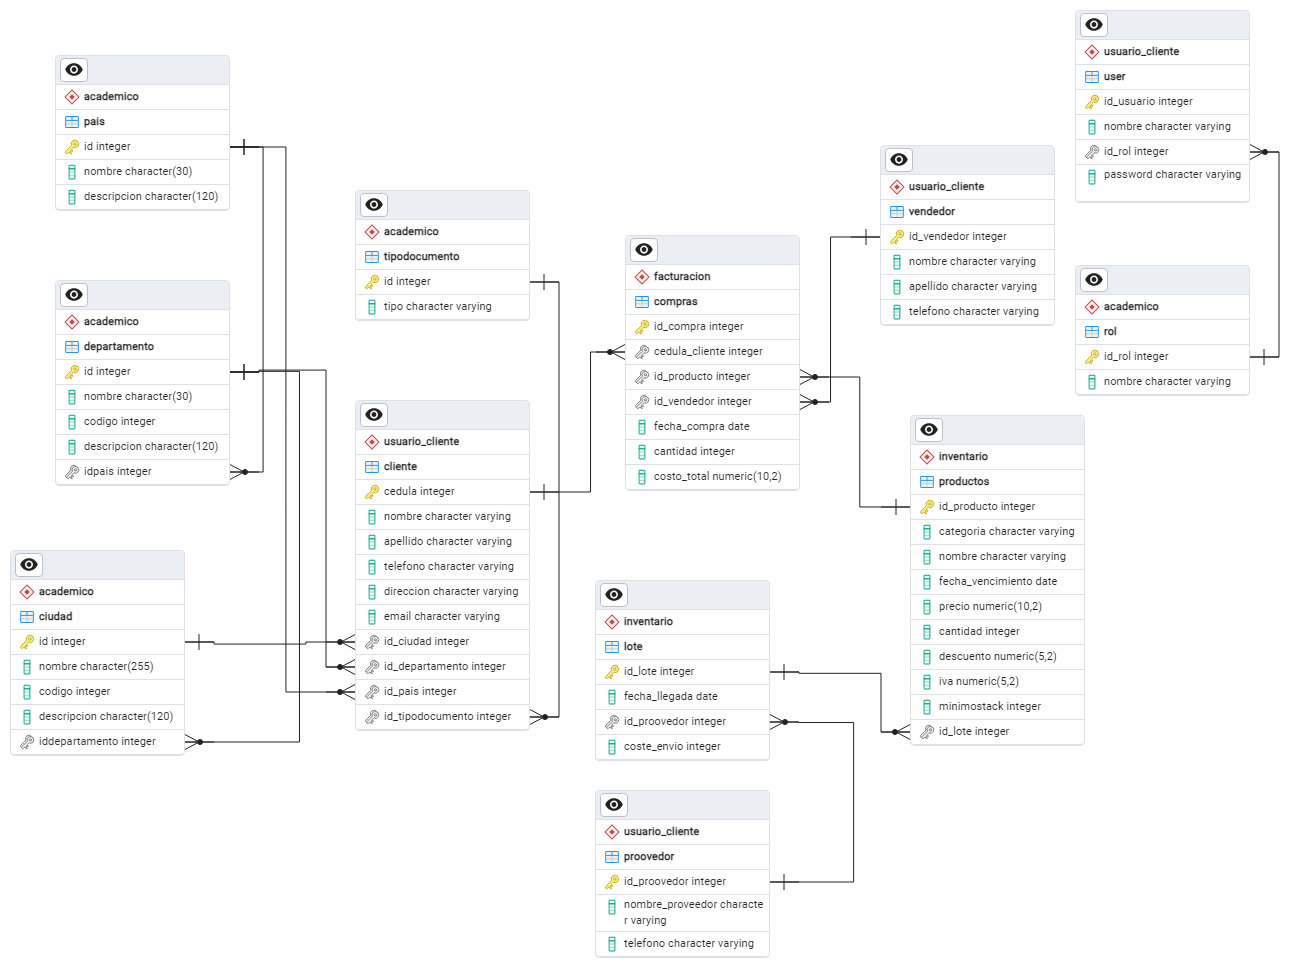 academico
pais
id integer
nombre character(30)
descripcion character(120)
academico
departamento
id integer
nombre character(30)
codigo integer
descripcion character(120)
idpais integer
academico
ciudad
id integer
nombre character(255)
codigo integer
descripcion character(120)
iddepartamento integer
academico
tipodocumento
id integer
tipo character varying
usuario_cliente
cliente
cedula integer
nombre character varying
apellido character varying
telefono character varying
direccion character varying
email character varying
id_ciudad integer
id_departamento integer
id_pais integer
id_tipodocumento integer
facturacion
compras
id_compra integer
cedula_cliente integer
id_producto integer
id_vendedor integer
fecha_compra date
cantidad integer
costo_total numeric(10,2)
inventario
lote
id_lote integer
fecha_llegada date
id_proovedor integer
coste_envio integer
usuario_cliente
proovedor
id_proovedor integer
nombre_proveedor characte
r varying
telefono character varying
usuario_cliente
vendedor
id_vendedor integer
nombre character varying
apellido character varying
telefono character varying
inventario
productos
id_producto integer
categoria character varying
nombre character varying
fecha_vencimiento date
precio numeric(10,2)
cantidad integer
descuento numeric(5,2)
iva numeric(5,2)
minimostack integer
id_lote integer
usuario_cliente
user
id_usuario integer
nombre character varying
id_rol integer
password character varying
academico
rol
id_rol integer
nombre character varying